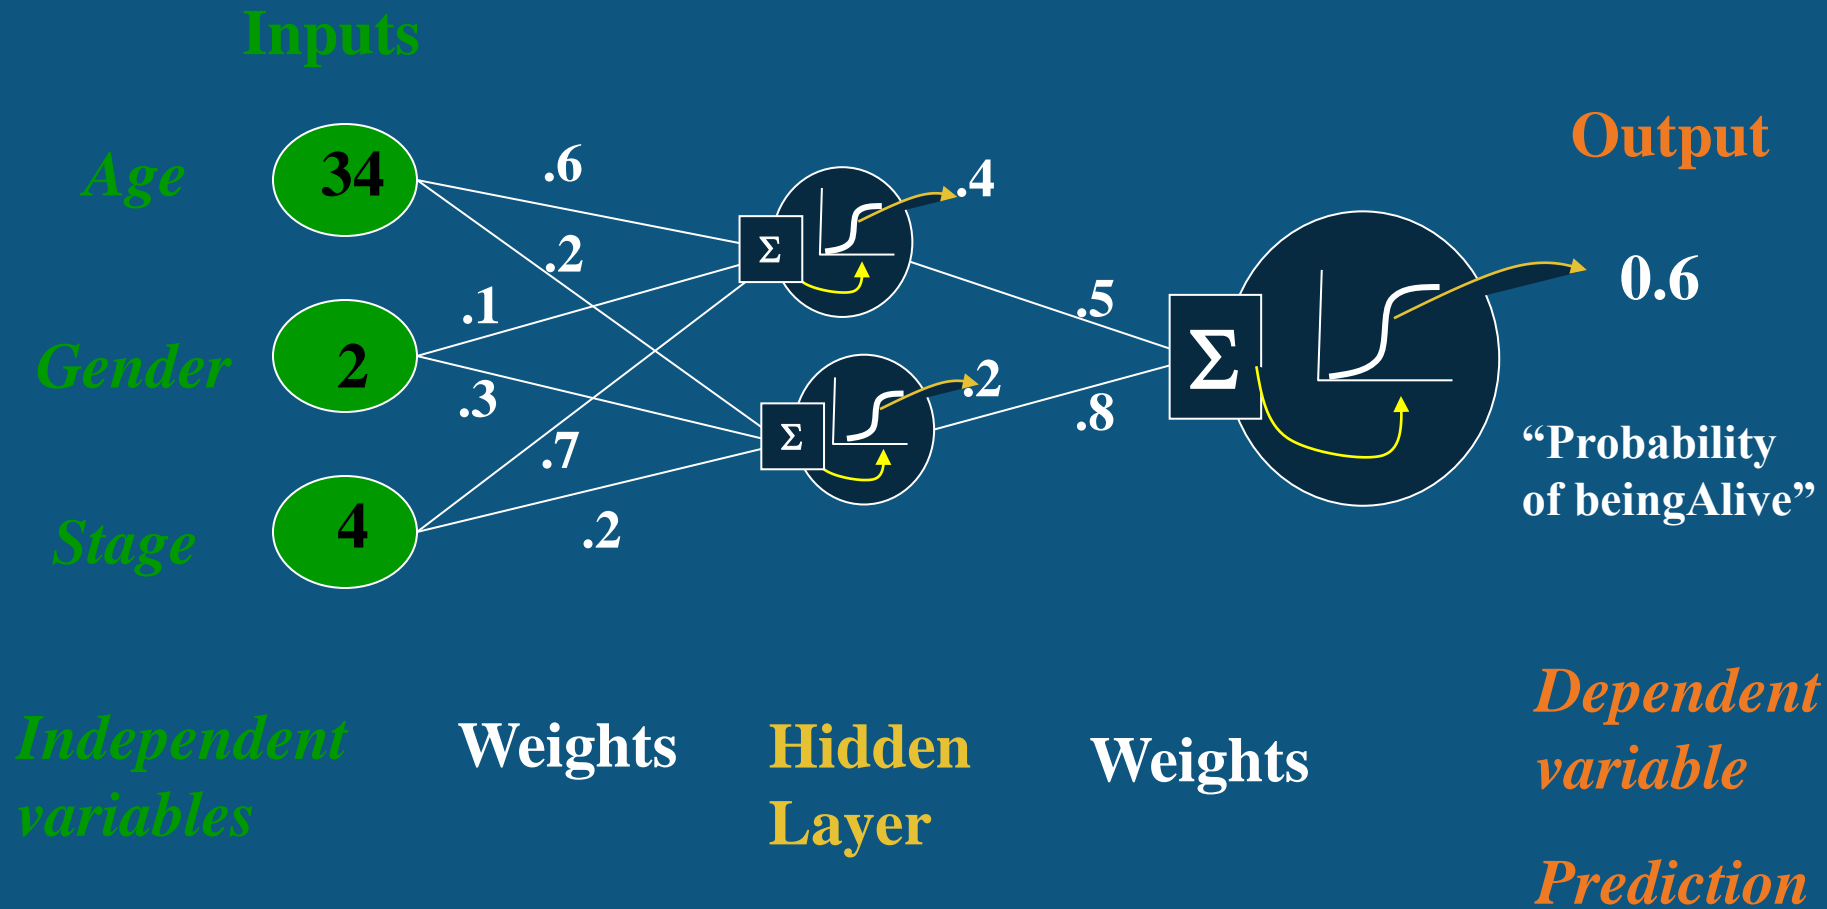 Inputs
Output
Age
34
.6
.4
.2
Σ
0.6
.1
.5
Gender
2
Σ
.3
.2
.8
Σ
.7
“Probability
of beingAlive”
Stage
4
.2
Independent
variables
Weights
Hidden
Layer
Weights
Dependent
variable
Prediction